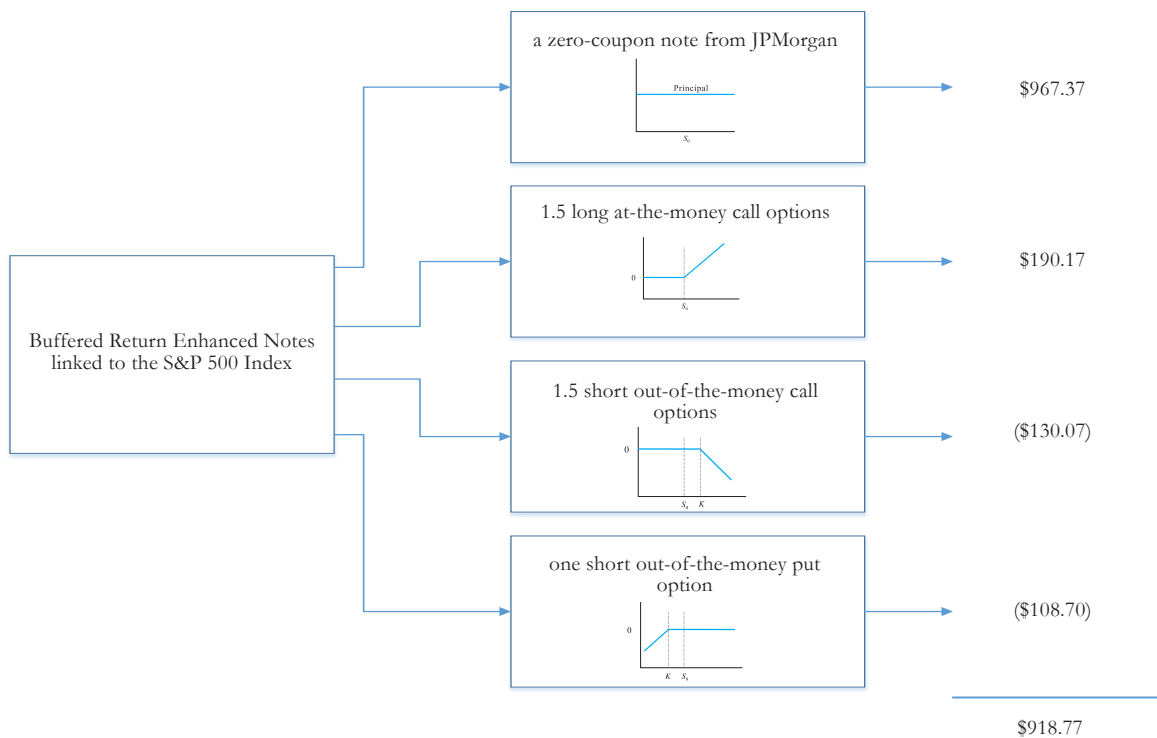 a zero-coupon note from JPMorgan
Principal
S₀
$967.37
1.5 long at-the-money call options
0
S₀
$190.17
Buffered Return Enhanced Notes
linked to the S&P 500 Index
1.5 short out-of-the-money call
options
0
S₀ K
($130.07)
one short out-of-the-money put
option
0
K S₀
($108.70)
$918.77